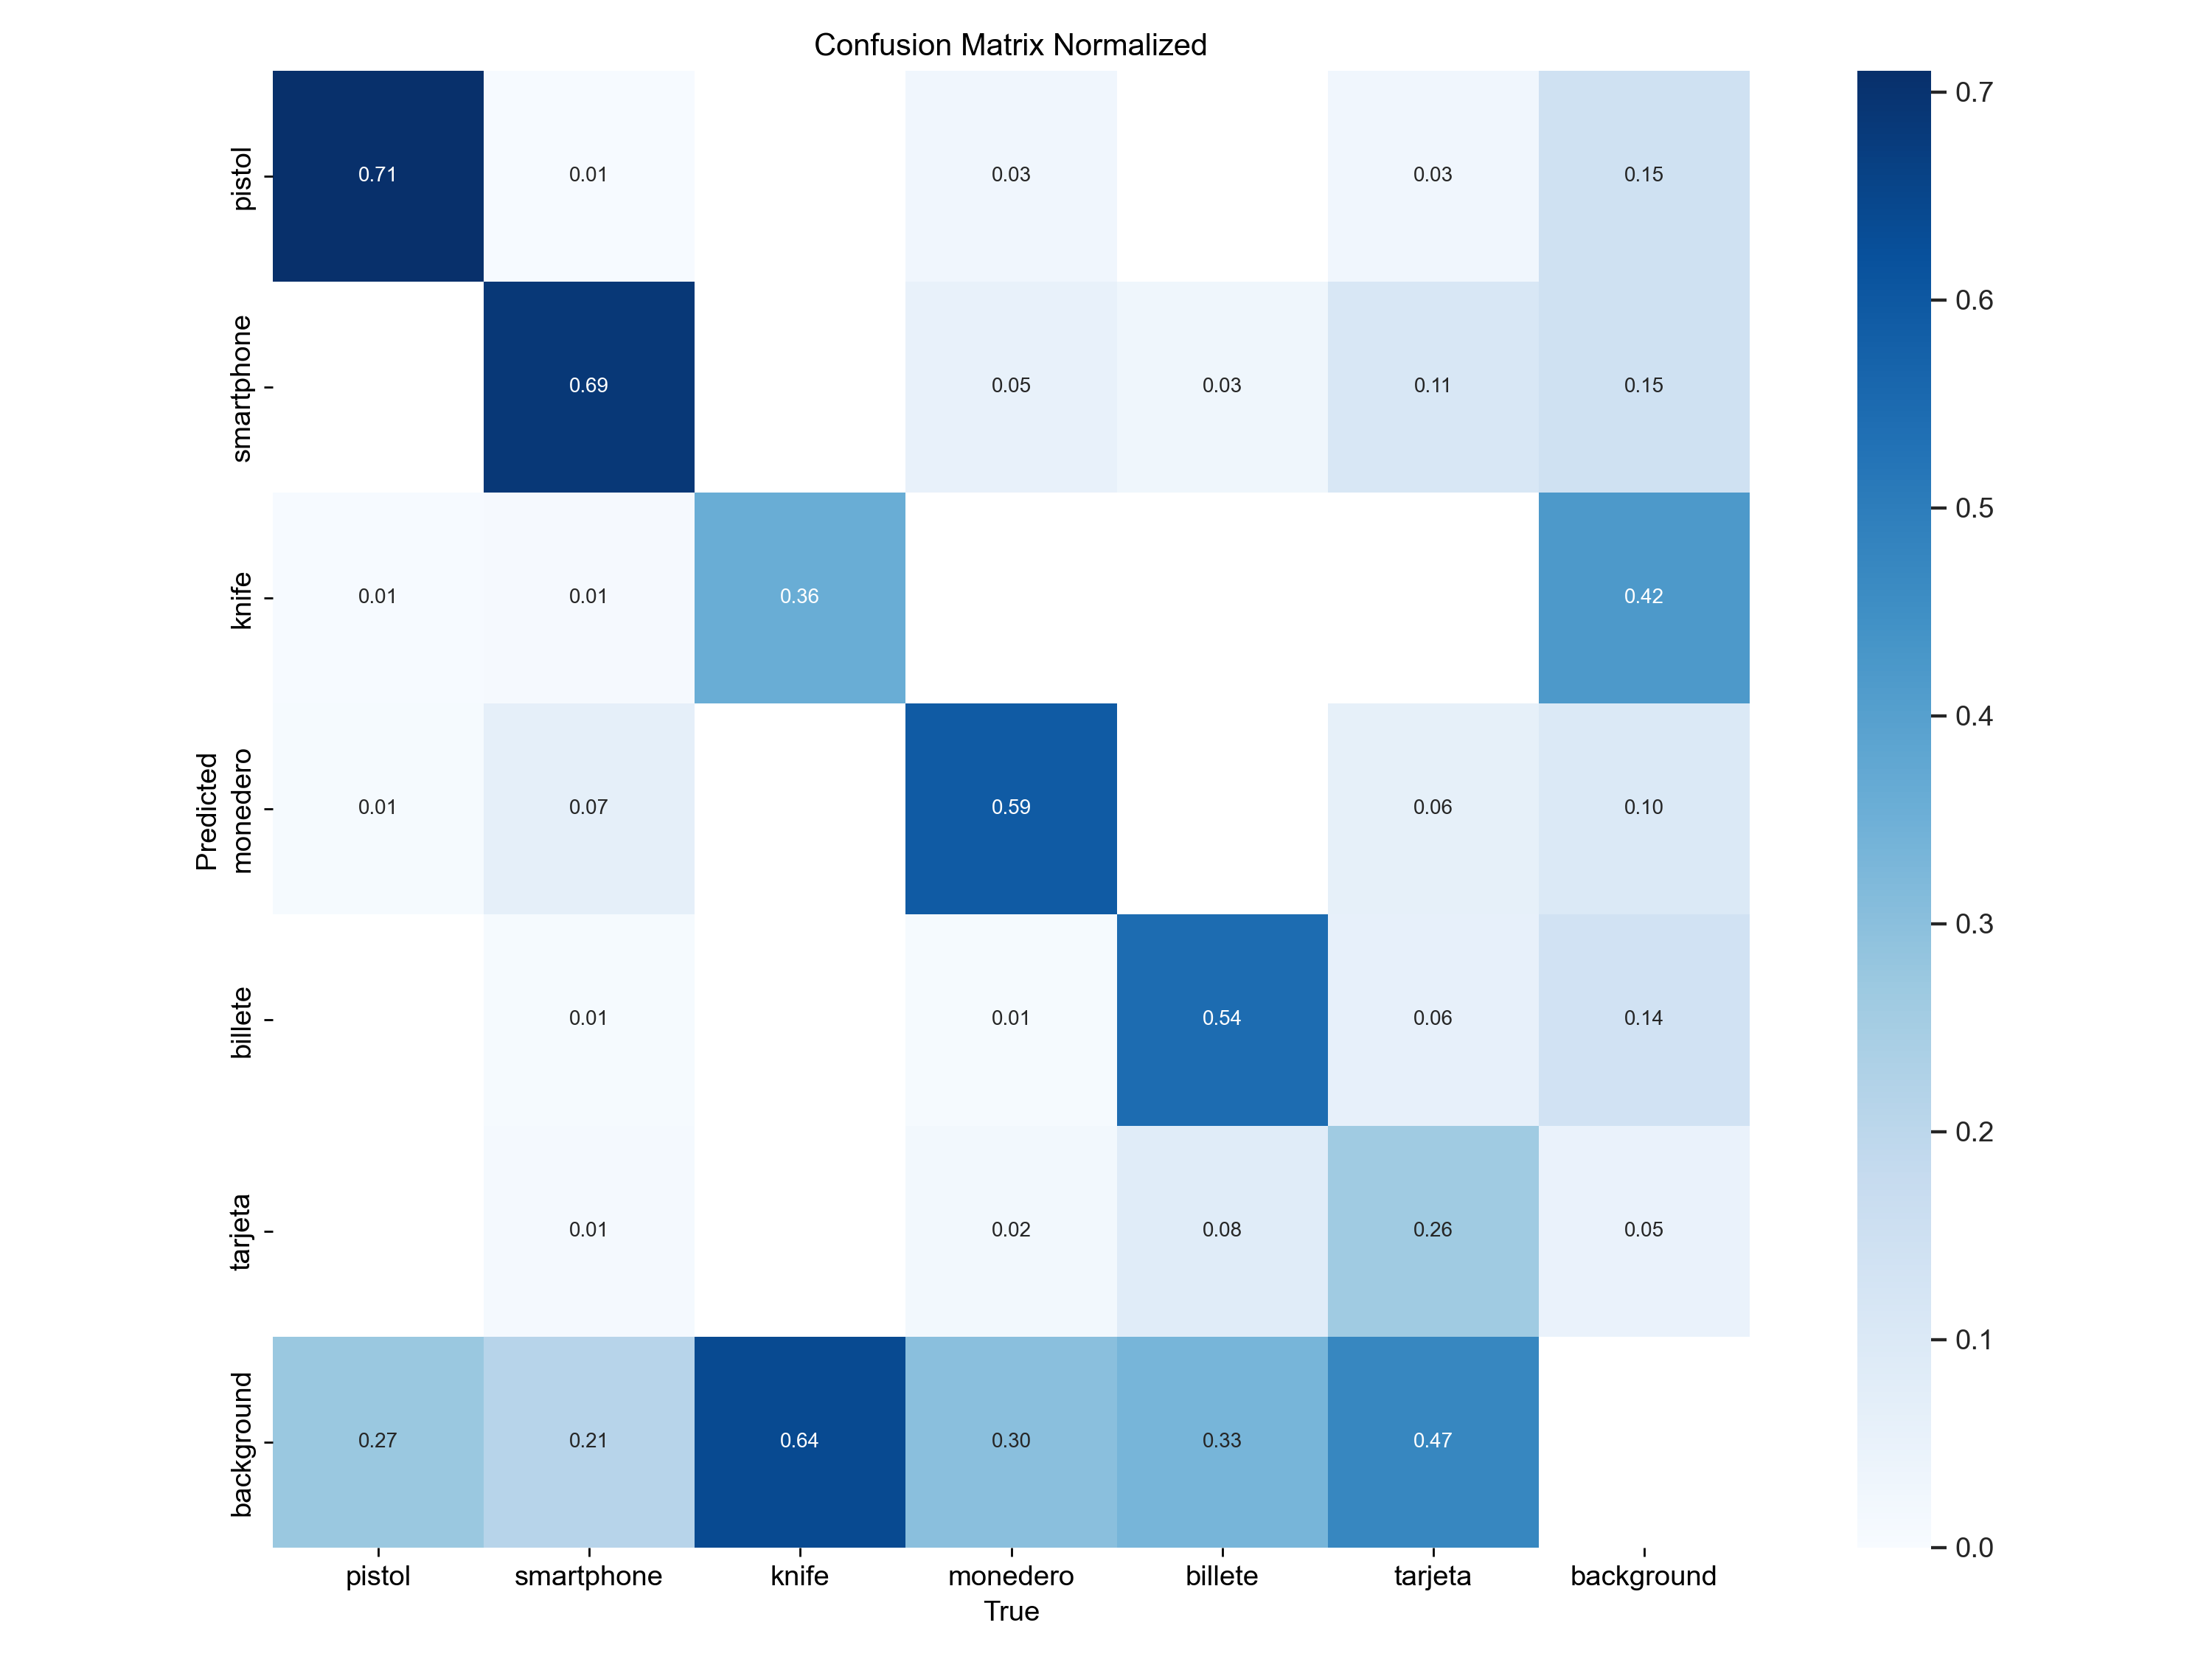 Confusion Matrix Normalized
pistol
0.71
0.01
0.03
0.03
0.15
smartphone
0.69
0.05
0.03
0.11
0.15
knife
0.01
0.01
0.36
0.42
Predicted
monedero
0.01
0.07
0.59
0.06
0.10
billete
0.01
0.01
0.54
0.06
0.14
tarjeta
0.01
0.02
0.08
0.26
0.05
background
0.27
0.21
0.64
0.30
0.33
0.47
pistol
smartphone
knife
monedero
billete
tarjeta
background
True
0.7
0.6
0.5
0.4
0.3
0.2
0.1
0.0